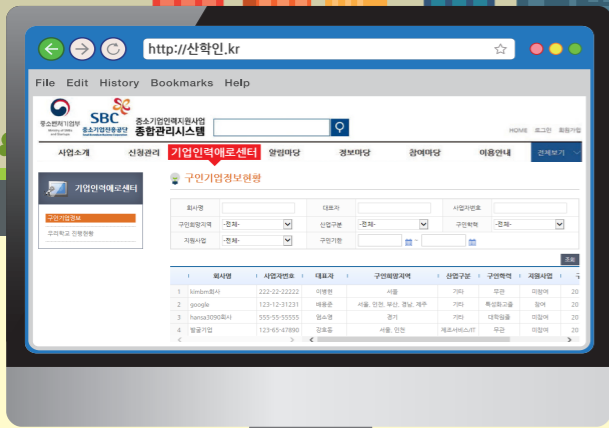 http://산학인.kr
File Edit History Bookmarks Help
중소벤처기업부
SBC 중소기업진흥공단
중소기업인력지원사업
종합관리시스템
HOME 로그인 회원가입
사업소개 신청관리 기업인력애로센터 알림마당 정보마당 참여마당 이용안내 전체보기
기업인력애로센터
구인기업정보
우리학교 진행현황
구인기업정보현황
회사명 대표자 사업자번호
구인희망지역 -전체- 산업구분 -전체- 구인학력 -전체-
지원사업 -전체- 구인기한 ~
조회
회사명 사업자번호 대표자 구인희망지역 산업구분 구인학력 지원사업
1 kimbm회사 222-22-22222 이병헌 서울 기타 무관 미참여 20
2 google 123-12-31231 배용준 서울, 인천, 부산, 경남, 제주 기타 특성화고졸 참여 20
3 hansa3090회사 555-55-55555 염소영 경기 기타 대학원졸 미참여 20
4 발굴기업 123-65-47890 강호동 서울, 인천 제조서비스/IT 무관 미참여 20